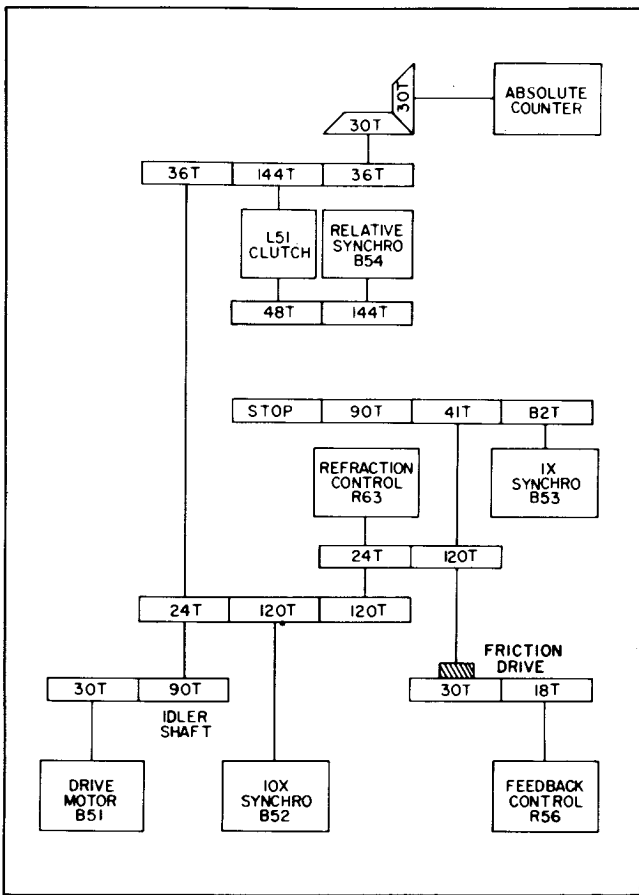 30T
30T
ABSOLUTE
COUNTER
36T 144T 36T
L51
CLUTCH
RELATIVE
SYNCHRO
B54
48T 144T
STOP 90T 41T 82T
REFRACTION
CONTROL
R63
1X
SYNCHRO
B53
24T 120T
24T 120T 120T
FRICTION
DRIVE
30T 90T
30T 18T
IDLER
SHAFT
DRIVE
MOTOR
B51
10X
SYNCHRO
B52
FEEDBACK
CONTROL
R56